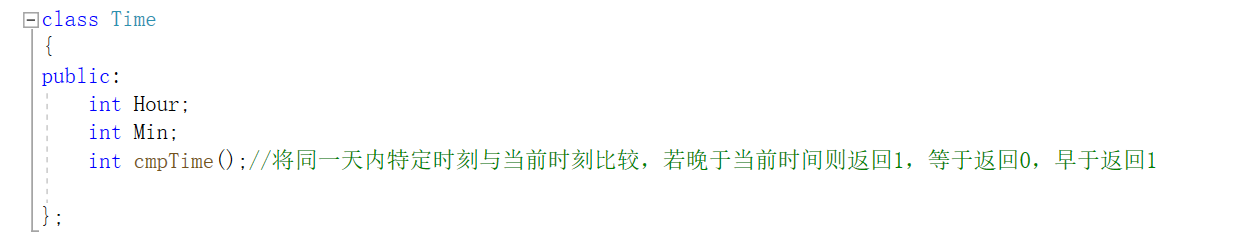 class Time
{
public:
int Hour;
int Min;
int cmpTime();//将同一天内特定时刻与当前时刻比较，若晚于当前时间则返回1，等于返回0，早于返回1
};